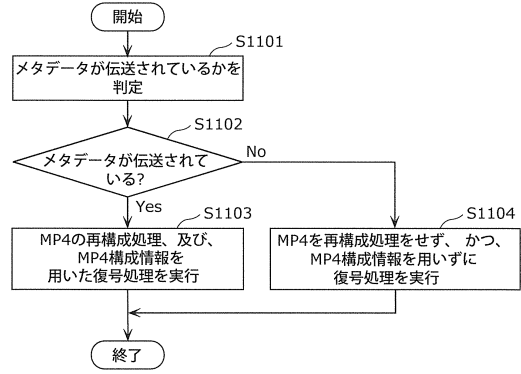 開始
S1101
メタデータが伝送されているかを
判定
S1102
メタデータが伝送されて
いる?
No
Yes
S1103
MP4の再構成処理、及び、
MP4構成情報を
用いた復号処理を実行
S1104
MP4を再構成処理をせず、かつ、
MP4構成情報を用いずに
復号処理を実行
終了